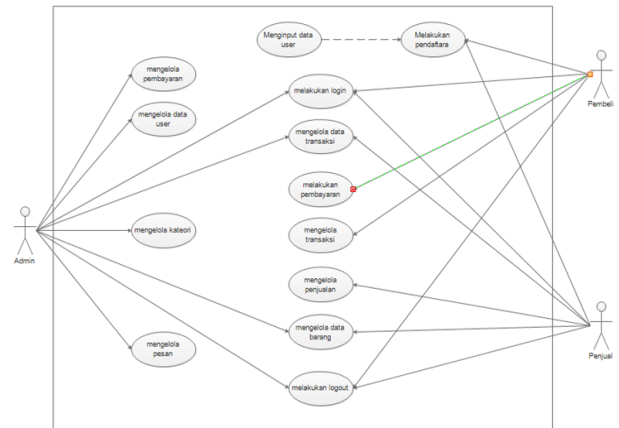 Menginput data
user
Melakukan
pendaftara
mengelola
pembayaran
melakukan login
mengelola data
user
mengelola data
transaksi
melakukan
pembayaran
mengelola kateori
mengelola
transaksi
mengelola
penjualan
mengelola data
barang
mengelola
pesan
melakukan logout
Admin
Pembeli
Penjual